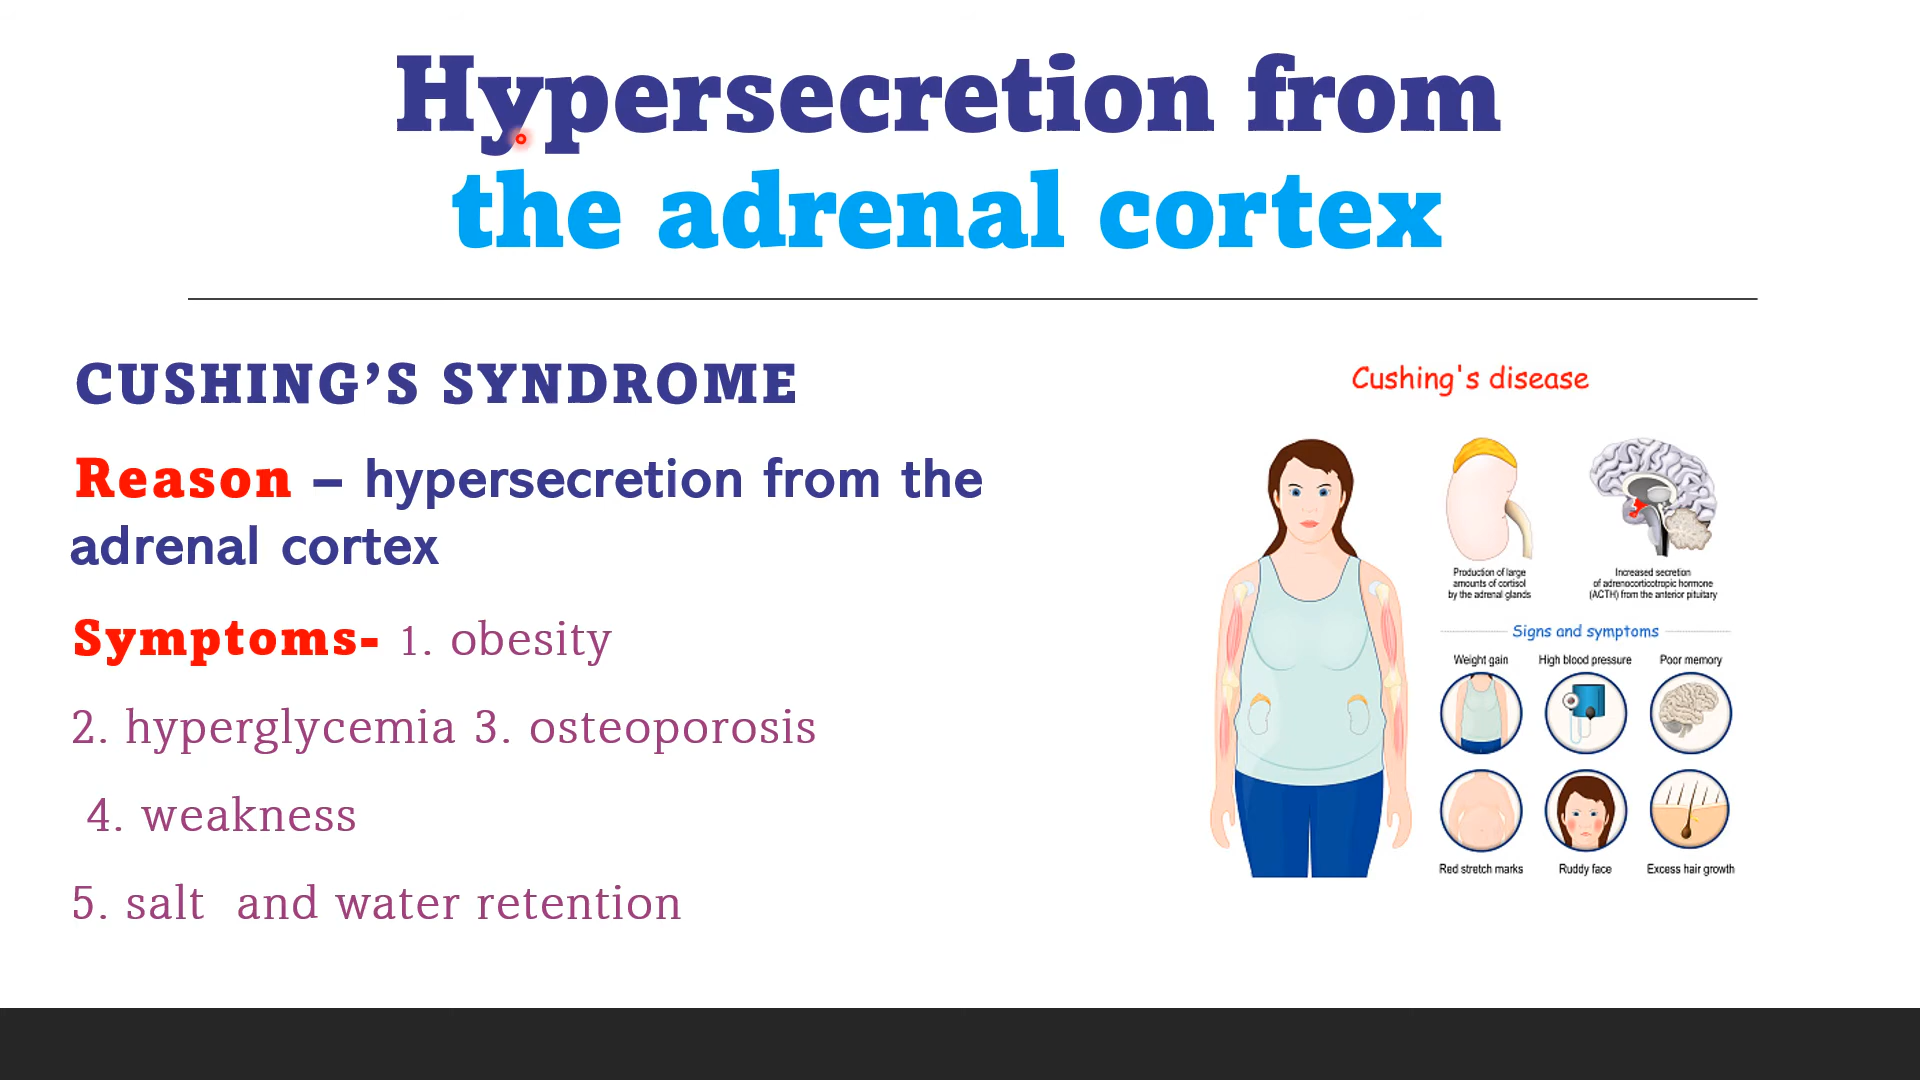 Hypersecretion from
the adrenal cortex
CUSHING’S SYNDROME
Reason – hypersecretion from the
adrenal cortex
Symptoms- 1. obesity
2. hyperglycemia 3. osteoporosis
4. weakness
5. salt and water retention
Cushing's disease
Production of large
amounts of cortisol
by the adrenal glands
Increased secretion
of adrenocorticotropic hormone
(ACTH) from the anterior pituitary
Signs and symptoms
Weight gain High blood pressure Poor memory
Red stretch marks Ruddy face Excess hair growth